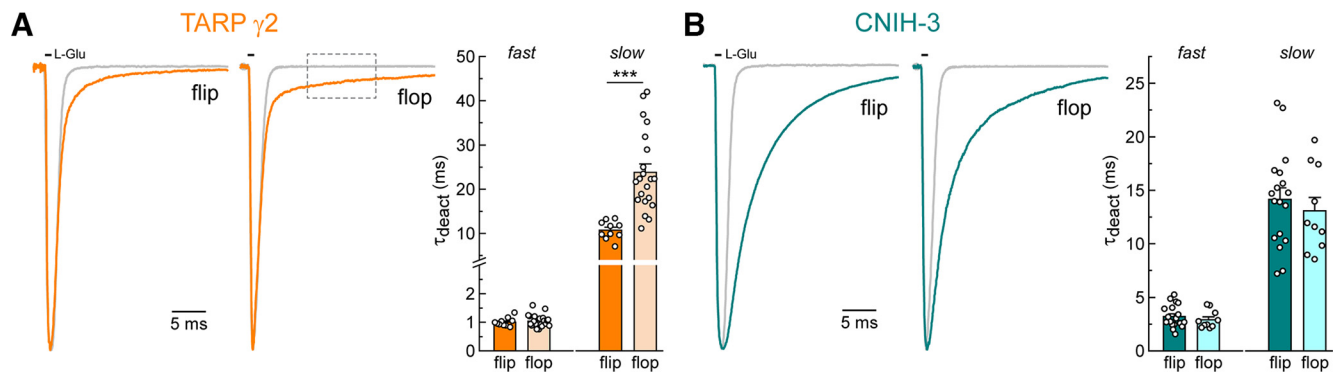 A
TARP γ2
L-Glu
flip
flop
5 ms
τdeact (ms)
50
40
30
20
10
2
1
0
fast
slow
***
flip
flop
flip
flop
B
CNIH-3
L-Glu
flip
flop
5 ms
τdeact (ms)
25
20
15
10
5
0
fast
slow
flip
flop
flip
flop